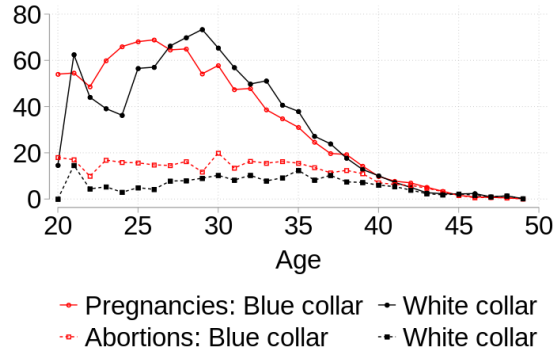 80
60
40
20
0
20 25 30 35 40 45 50
Age
Pregnancies: Blue collar White collar
Abortions: Blue collar White collar